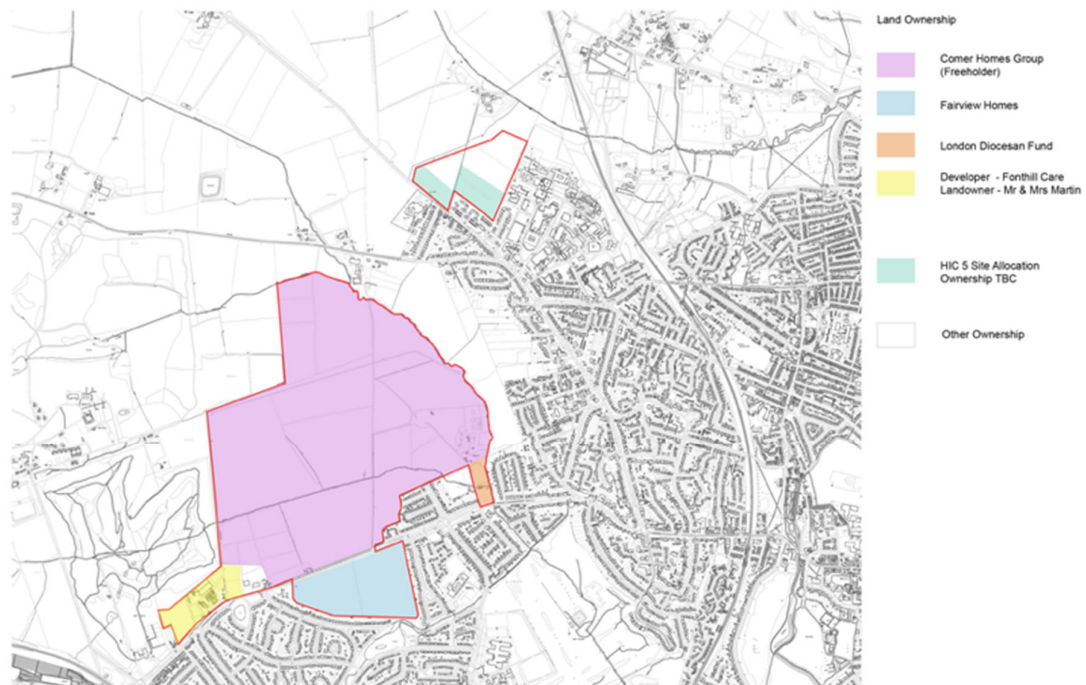 Land Ownership
Comer Homes Group
(Freeholder)
Fairview Homes
London Diocesan Fund
Developer - Fonthill Care
Landowner - Mr & Mrs Martin
HIC 5 Site Allocation
Ownership TBC
Other Ownership